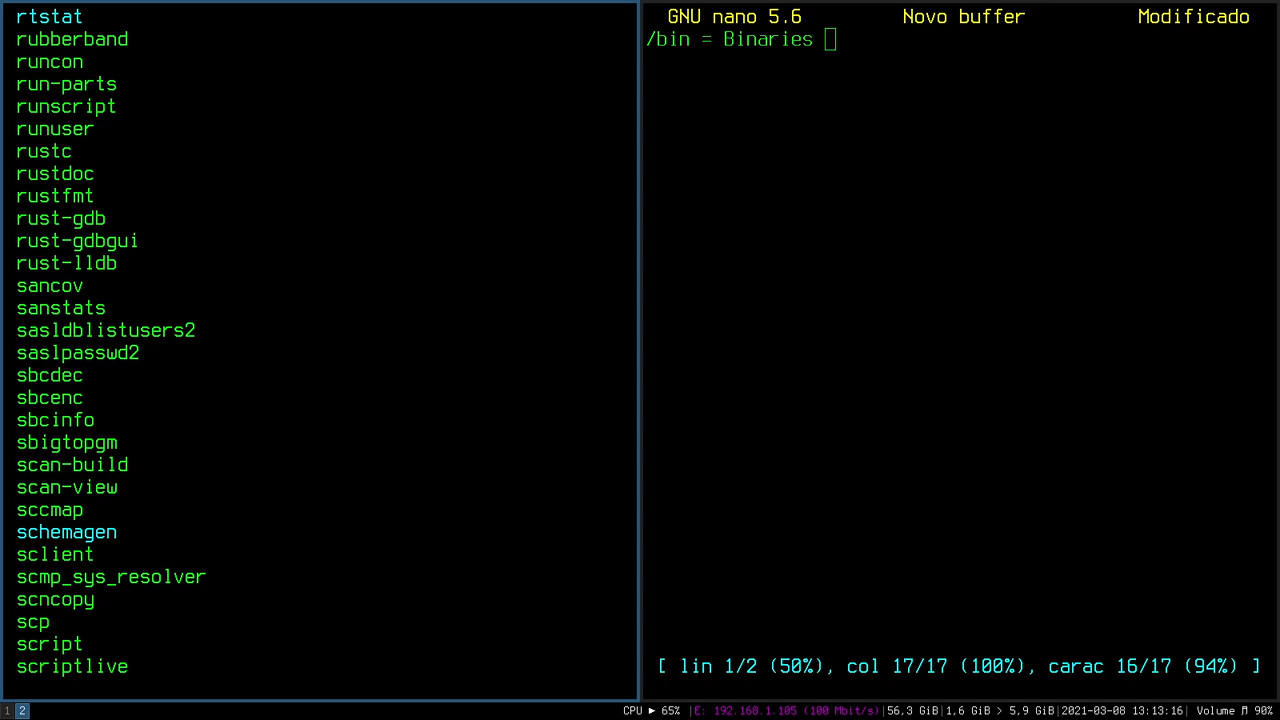 rtstat
rubberband
runcon
run-parts
runscript
runuser
rustc
rustdoc
rustfmt
rust-gdb
rust-gdbgui
rust-lldb
sancov
sanstats
sasldblistusers2
saslpasswd2
sbcdec
sbcenc
sbcinfo
sbigtopgm
scan-build
scan-view
sccmap
schemagen
sclient
scmp_sys_resolver
scncopy
scp
script
scriptlive
GNU nano 5.6 Novo buffer Modificado
/bin = Binaries
[ lin 1/2 (50%), col 17/17 (100%), carac 16/17 (94%) ]
1 2 CPU ► 65% |E: 192.168.1.105 (100 Mbit/s)|56,3 GiB|1,6 GiB > 5,9 GiB|2021-03-08 13:13:16| Volume ♬ 90%